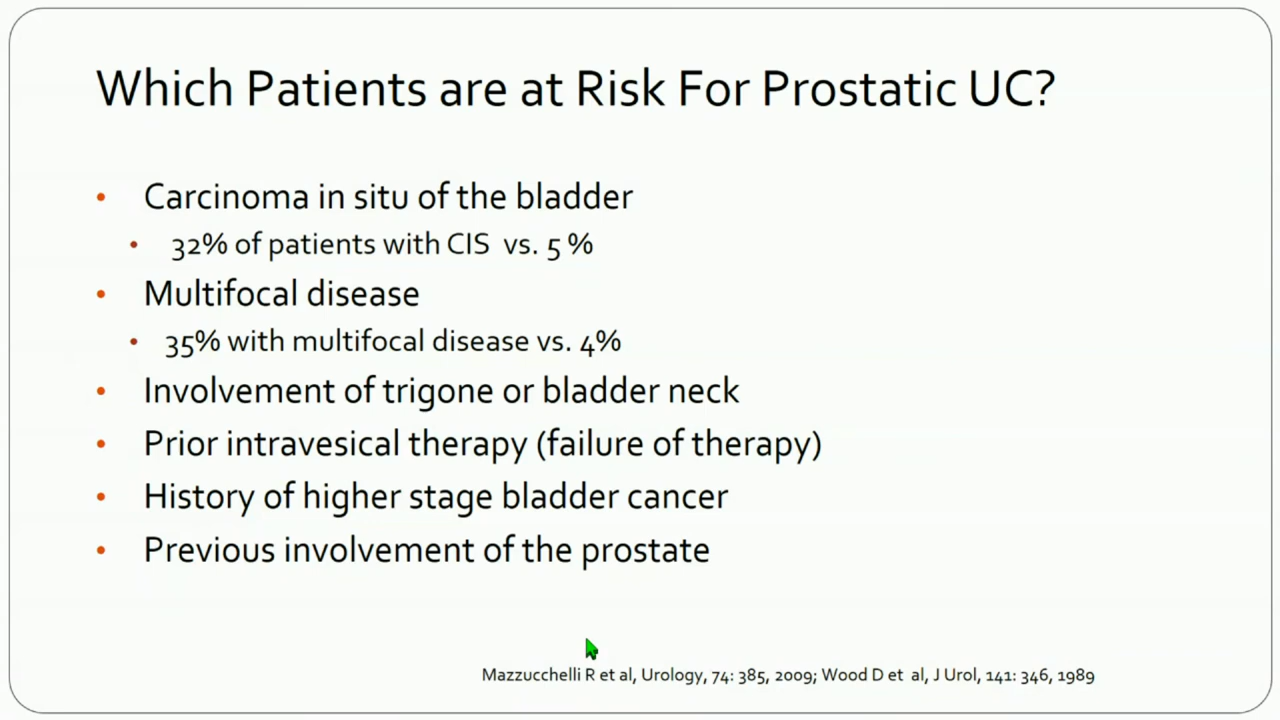 Which Patients are at Risk For Prostatic UC?
• Carcinoma in situ of the bladder
• 32% of patients with CIS vs. 5 %
• Multifocal disease
• 35% with multifocal disease vs. 4%
• Involvement of trigone or bladder neck
• Prior intravesical therapy (failure of therapy)
• History of higher stage bladder cancer
• Previous involvement of the prostate
Mazzucchelli R et al, Urology, 74: 385, 2009; Wood D et al, J Urol, 141: 346, 1989